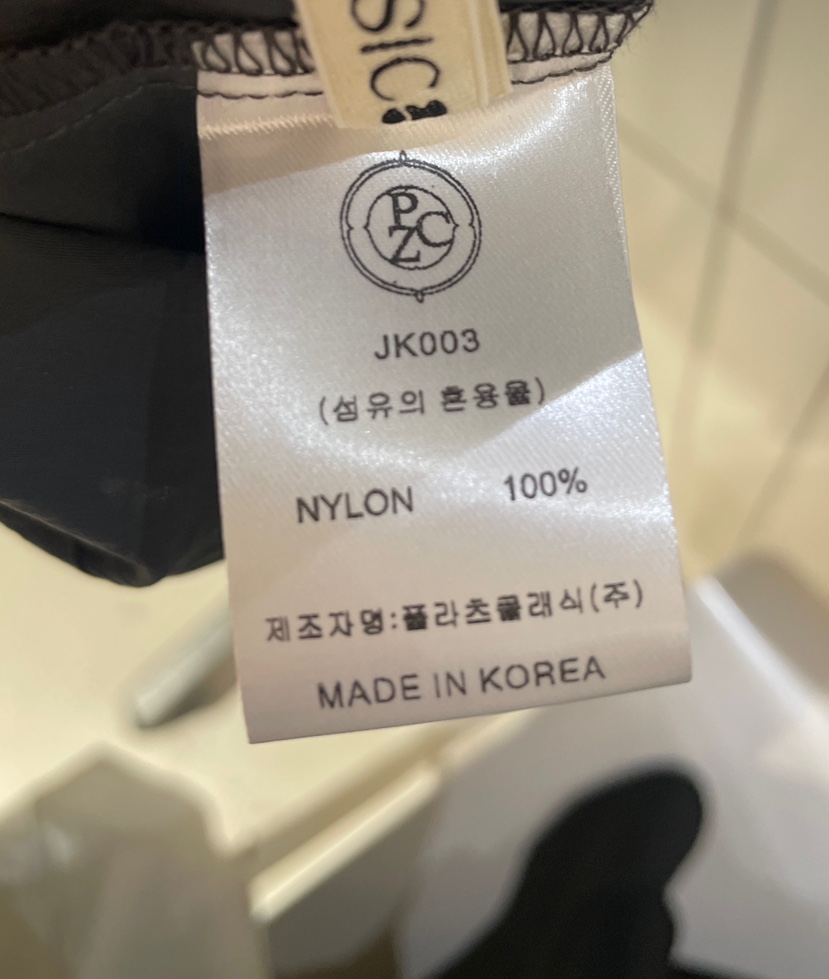 SIC
PZC
JK003
(섬유의 혼용율)
NYLON 100%
제조자명:플라츠클래식(주)
MADE IN KOREA